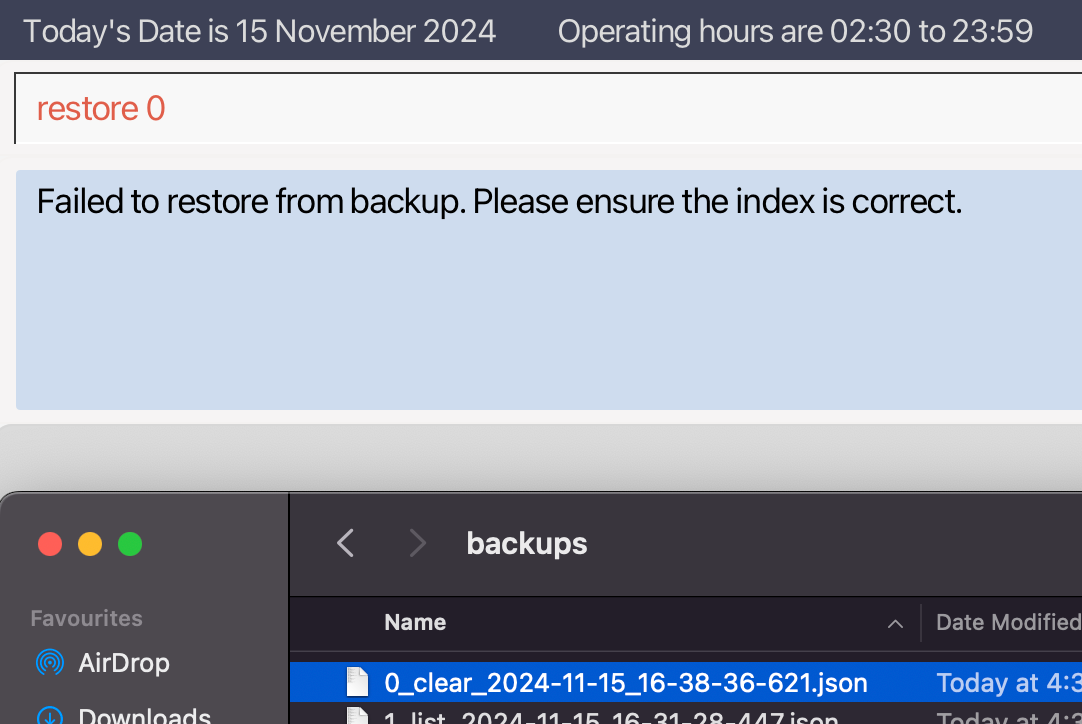 Today's Date is 15 November 2024 Operating hours are 02:30 to 23:59
restore 0
Failed to restore from backup. Please ensure the index is correct.
backups
Favourites
Name Date Modified
AirDrop
0_clear_2024-11-15_16-38-36-621.json Today at 4:3
Downloads
1_list_2024-11-15_16-31-28-447.json Today at 4:3